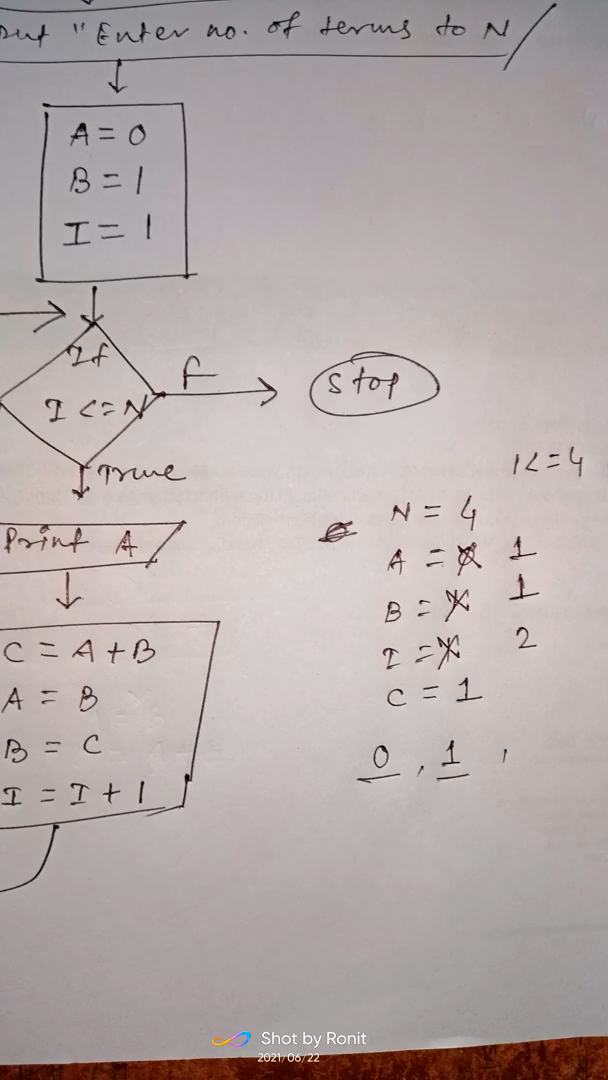 "Enter no. of terms to N
A = 0
B = 1
I = 1
If
I <= N
F
Stop
True
Print A
C = A + B
A = B
B = C
I = I + 1
1 <= 4
N = 4
A = 0 1
B = 1 1
I = 1 2
C = 1
0 , 1 ,
Shot by Ronit
2021/06/22